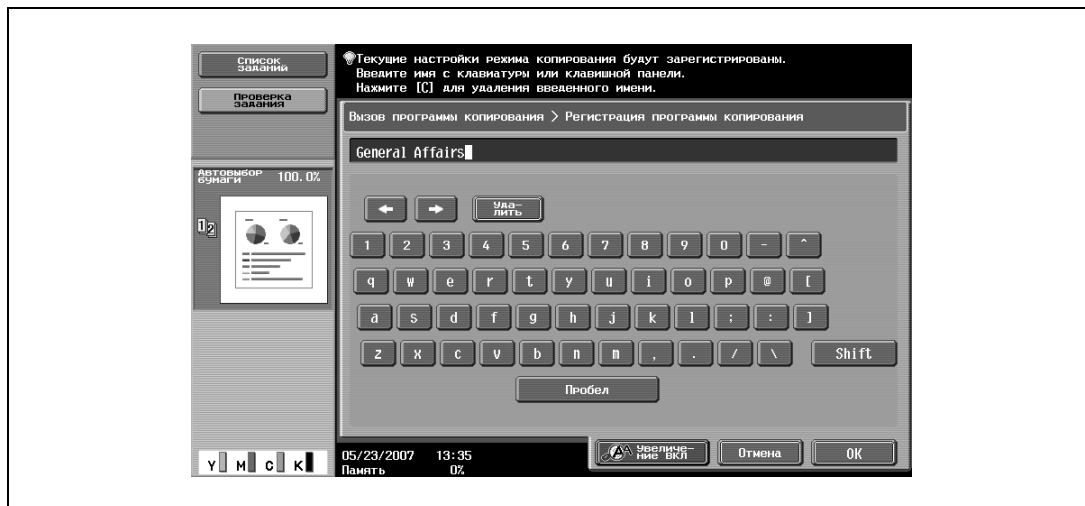 Список
заданий
Проверка
задания
Текущие настройки режима копирования будут зарегистрированы.
Введите имя с клавиатуры или клавишной панели.
Нажмите [C] для удаления введенного имени.
Вызов программы копирования > Регистрация программы копирования
General Affairs
Автовыбор
бумаги 100.0%
12
← → Уда-
лить
1 2 3 4 5 6 7 8 9 0 - ^
q w e r t y u i o p @ [
a s d f g h j k l ; : ]
z x c v b n m , . / \ Shift
Пробел
Y M C K
05/23/2007 13:35
Память 0%
Увеличе-
ние ВКЛ
Отмена
OK